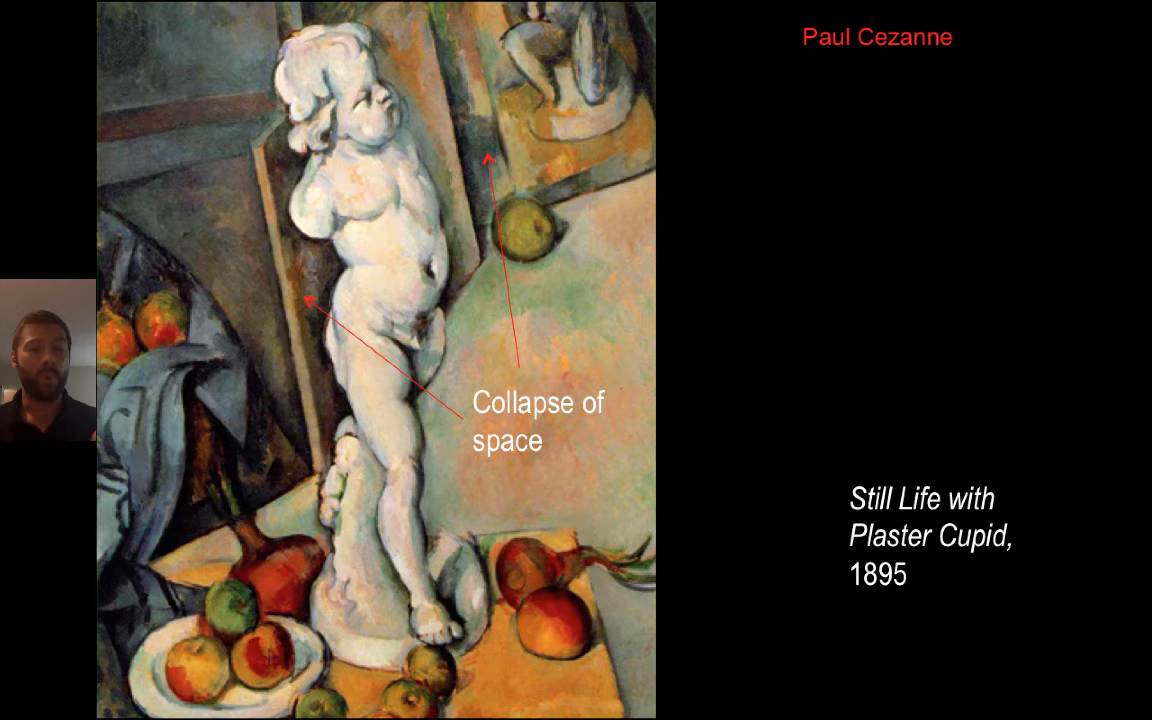 Paul Cezanne
Collapse of
space
Still Life with
Plaster Cupid,
1895